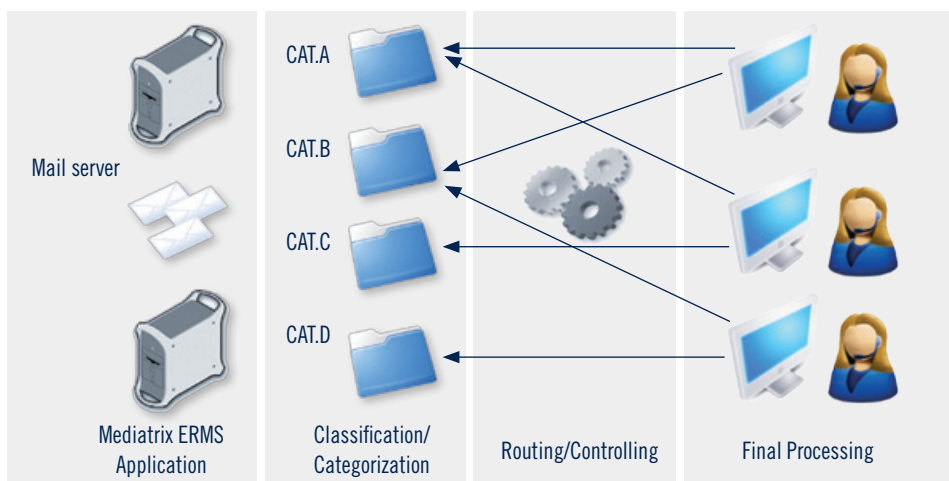 CAT.A
CAT.B
Mail server
CAT.C
CAT.D
Mediatrix ERMS
Application
Classification/
Categorization
Routing/Controlling
Final Processing